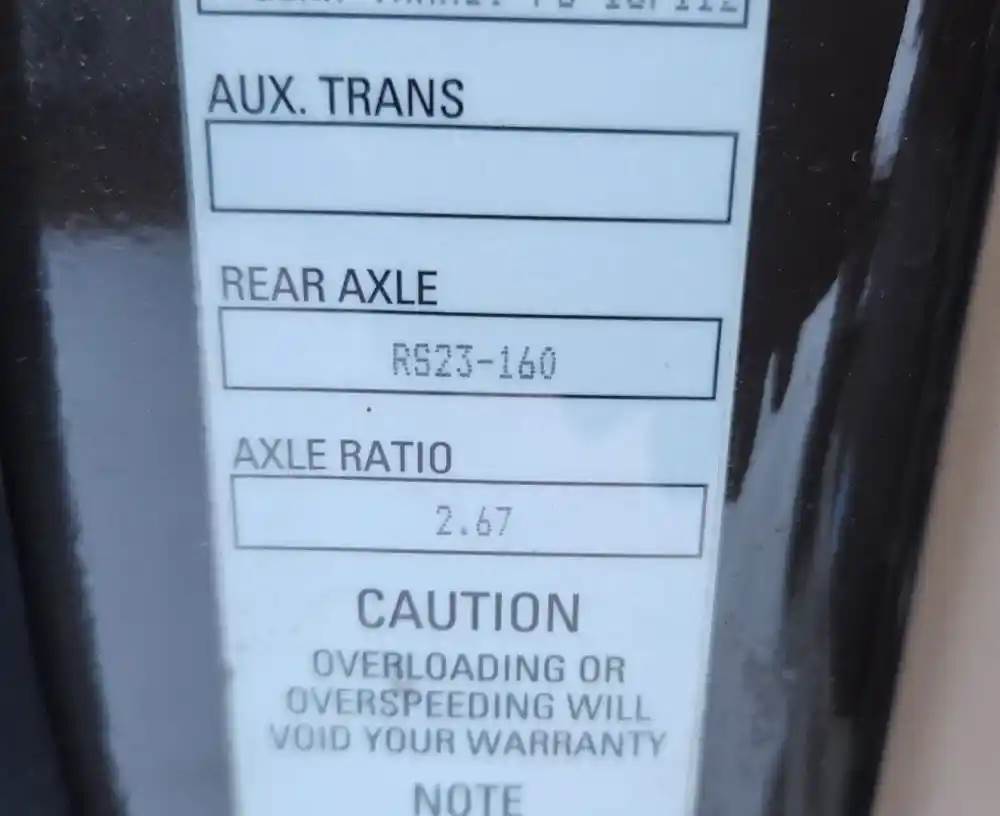 AUX. TRANS
REAR AXLE
RS23-160
AXLE RATIO
2.67
CAUTION
OVERLOADING OR
OVERSPEEDING WILL
VOID YOUR WARRANTY
NOTE